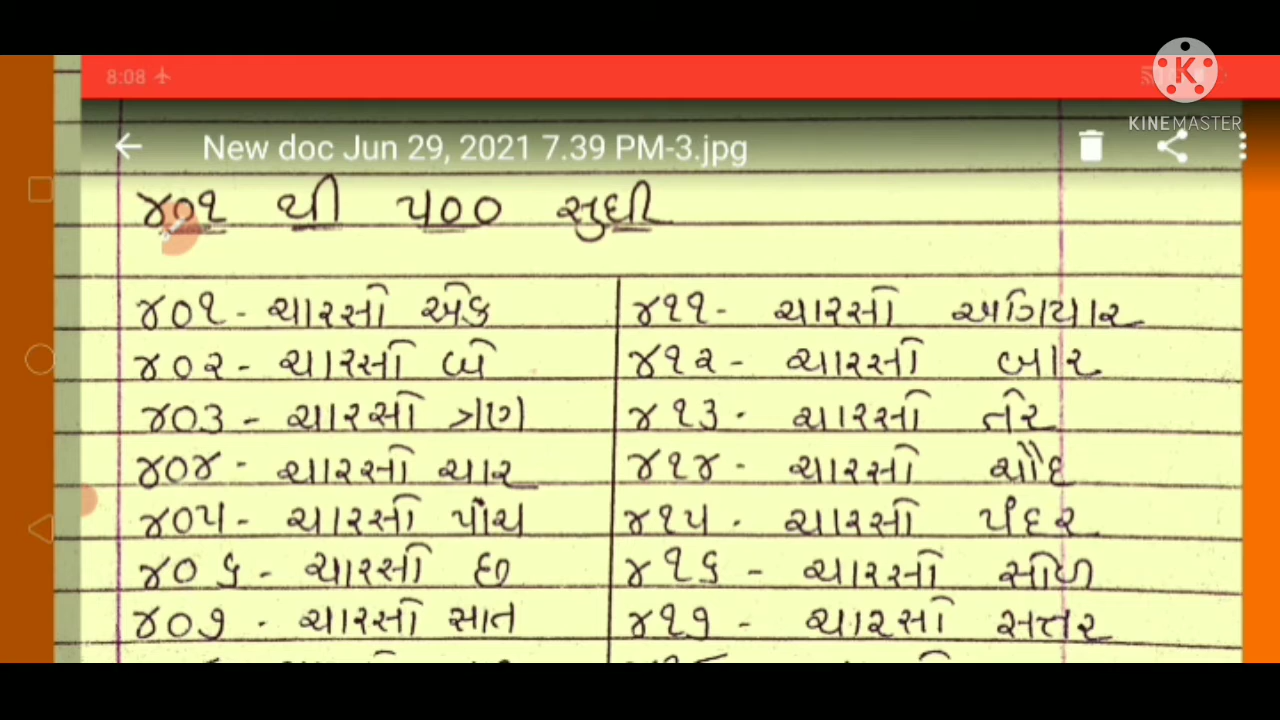 8:08
KINEMASTER
New doc Jun 29, 2021 7.39 PM-3.jpg
૪૦૧ થી ૫૦૦ સુધી
૪૦૧ - ચારસો એક
૪૦૨ - ચારસો બે
૪૦૩ - ચારસો ત્રણ
૪૦૪ - ચારસો ચાર
૪૦૫ - ચારસો પાંચ
૪૦૬ - ચારસો છ
૪૦૭ - ચારસો સાત
૪૧૧ - ચારસો અગિયાર
૪૧૨ - ચારસો બાર
૪૧૩ - ચારસો તેર
૪૧૪ - ચારસો ચૌદ
૪૧૫ - ચારસો પંદર
૪૧૬ - ચારસો સોળ
૪૧૭ - ચારસો સત્તર